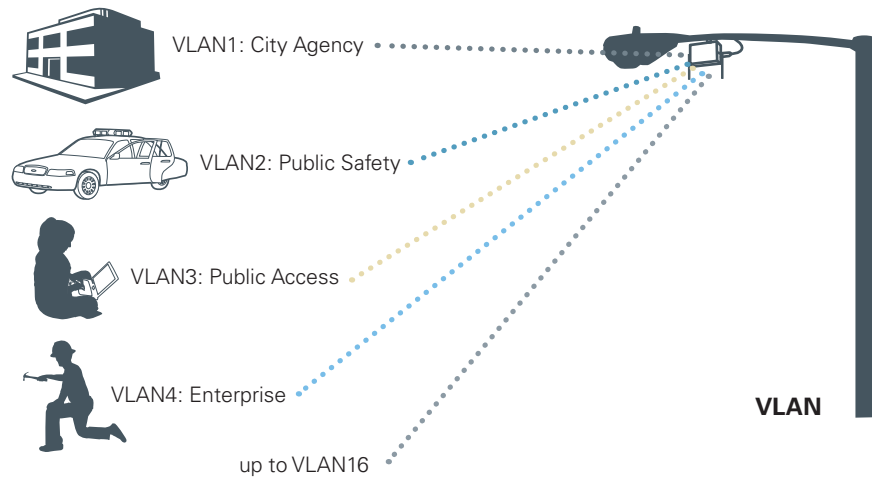 VLAN1: City Agency
VLAN2: Public Safety
VLAN3: Public Access
VLAN4: Enterprise
VLAN
up to VLAN16